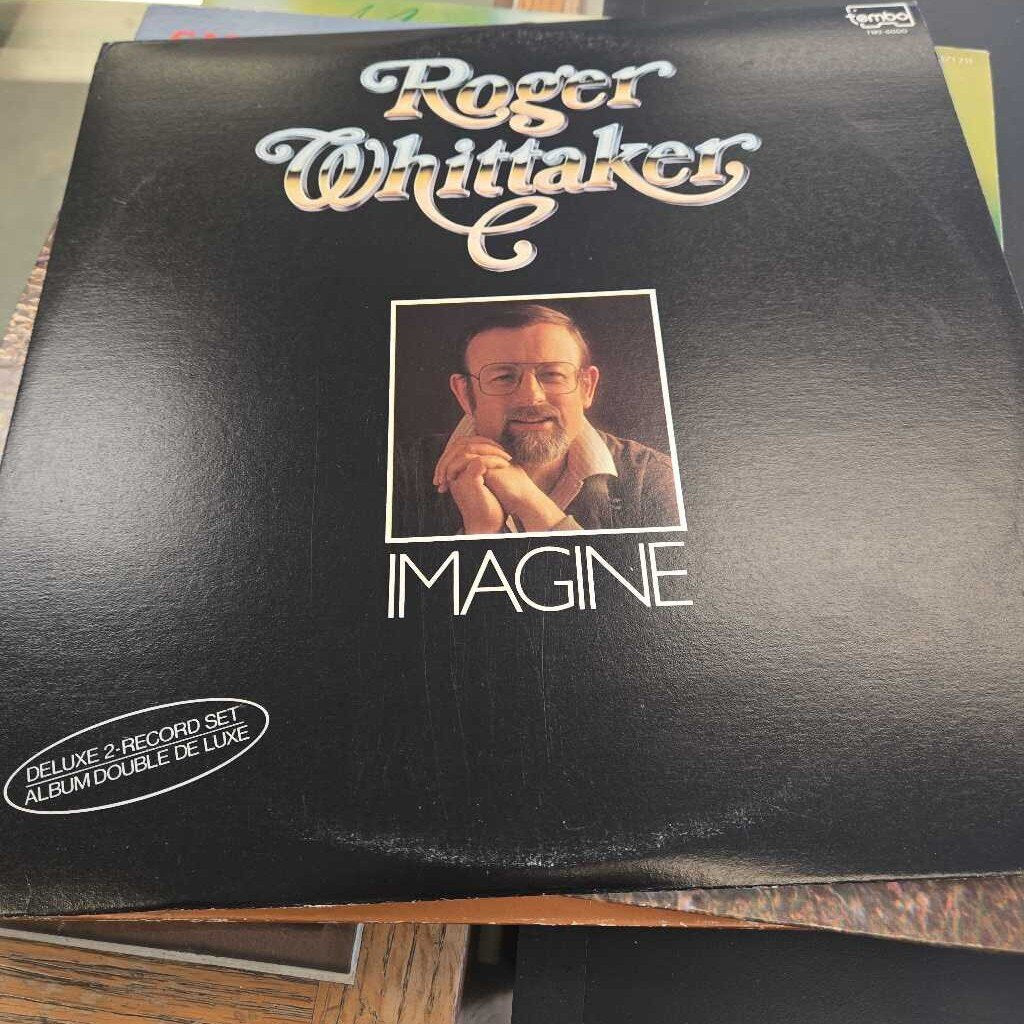 tembo
Roger
Whittaker
IMAGINE
DELUXE 2-RECORD SET
ALBUM DOUBLE DE LUXE